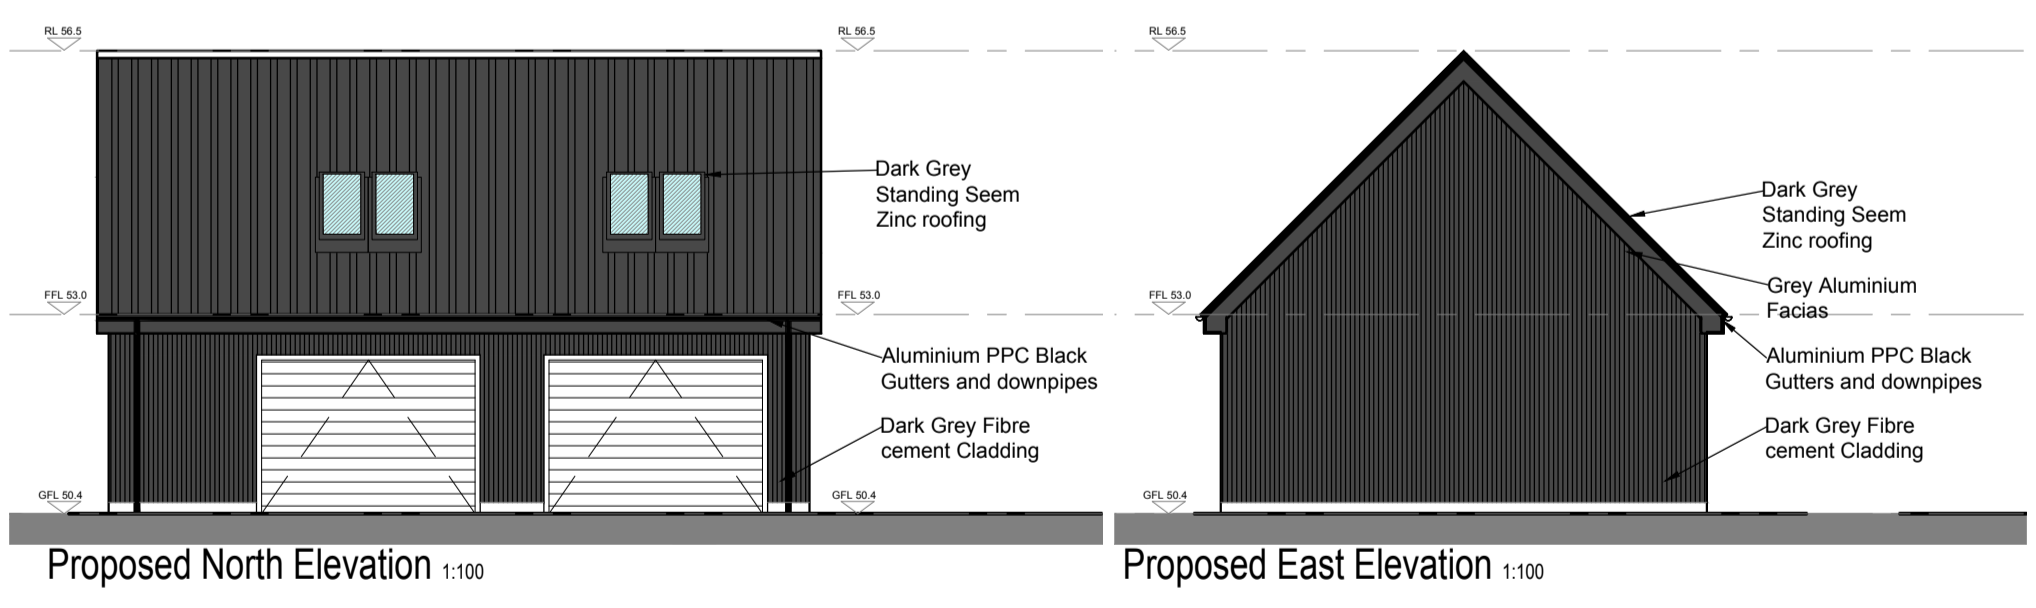 RL 56.5
RL 56.5
RL 56.5
Dark Grey
Standing Seem
Zinc roofing
Dark Grey
Standing Seem
Zinc roofing
Grey Aluminium
Facias
FFL 53.0
FFL 53.0
FFL 53.0
Aluminium PPC Black
Gutters and downpipes
Aluminium PPC Black
Gutters and downpipes
Dark Grey Fibre
cement Cladding
Dark Grey Fibre
cement Cladding
GFL 50.4
GFL 50.4
GFL 50.4
Proposed North Elevation 1:100
Proposed East Elevation 1:100